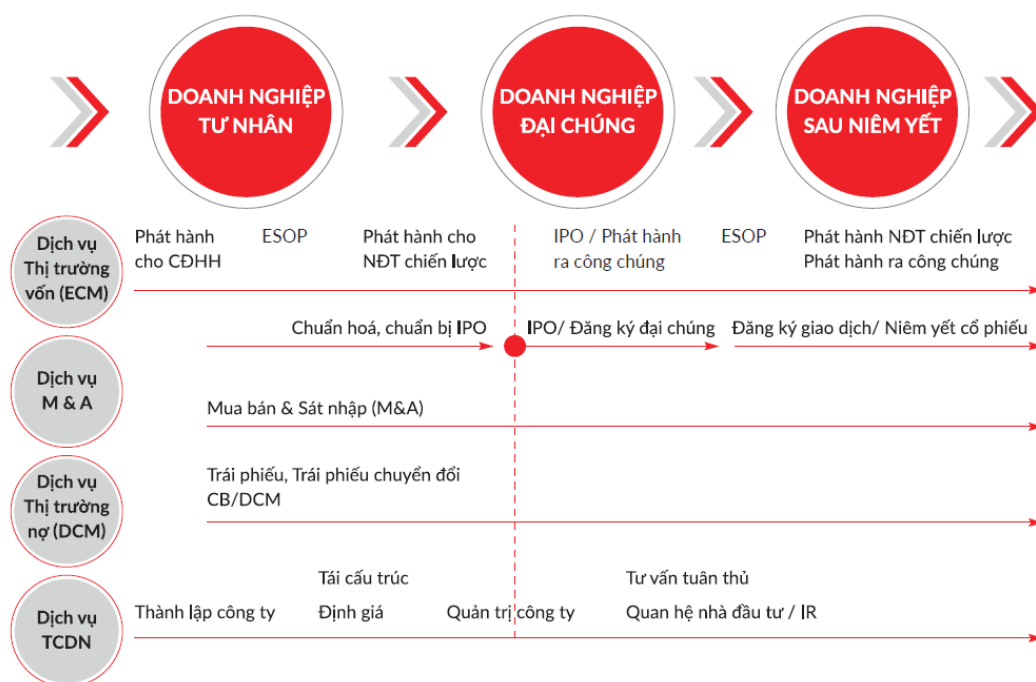 DOANH NGHIỆP
TƯ NHÂN
DOANH NGHIỆP
ĐẠI CHÚNG
DOANH NGHIỆP
SAU NIÊM YẾT
Dịch vụ
Thị trường
vốn (ECM)
Phát hành
cho CĐHH
ESOP
Phát hành cho
NĐT chiến lược
IPO / Phát hành
ra công chúng
ESOP
Phát hành NĐT chiến lược
Phát hành ra công chúng
Chuẩn hoá, chuẩn bị IPO
IPO/ Đăng ký đại chúng
Đăng ký giao dịch/ Niêm yết cổ phiếu
Dịch vụ
M & A
Mua bán & Sát nhập (M&A)
Dịch vụ
Thị trường
nợ (DCM)
Trái phiếu, Trái phiếu chuyển đổi
CB/DCM
Dịch vụ
TCDN
Thành lập công ty
Tái cấu trúc
Định giá
Quản trị công ty
Tư vấn tuân thủ
Quan hệ nhà đầu tư / IR